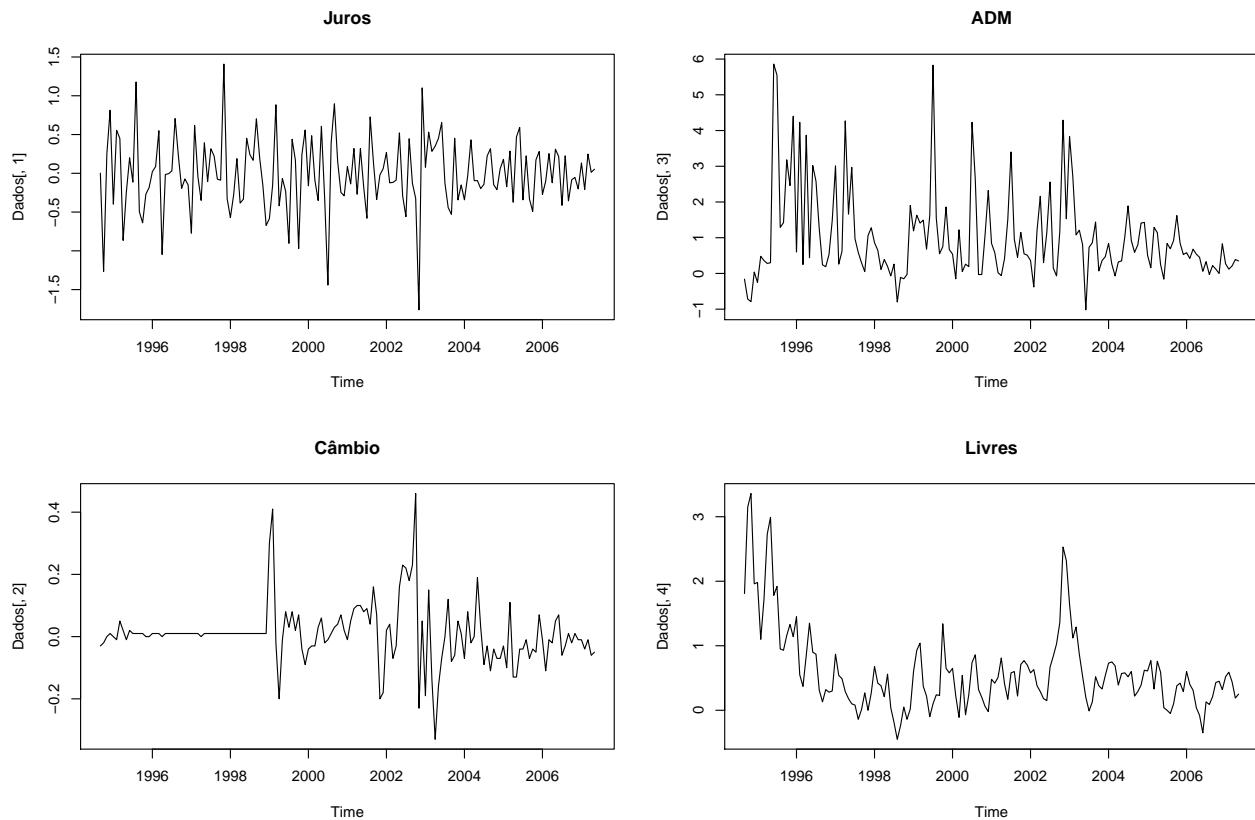 Juros
Dados[, 1]
1.5
1.0
0.5
0.0
−0.5
−1.5
1996 1998 2000 2002 2004 2006
Time
ADM
Dados[, 3]
6
5
4
3
2
1
0
−1
1996 1998 2000 2002 2004 2006
Time
Câmbio
Dados[, 2]
0.4
0.2
0.0
−0.2
1996 1998 2000 2002 2004 2006
Time
Livres
Dados[, 4]
3
2
1
0
1996 1998 2000 2002 2004 2006
Time